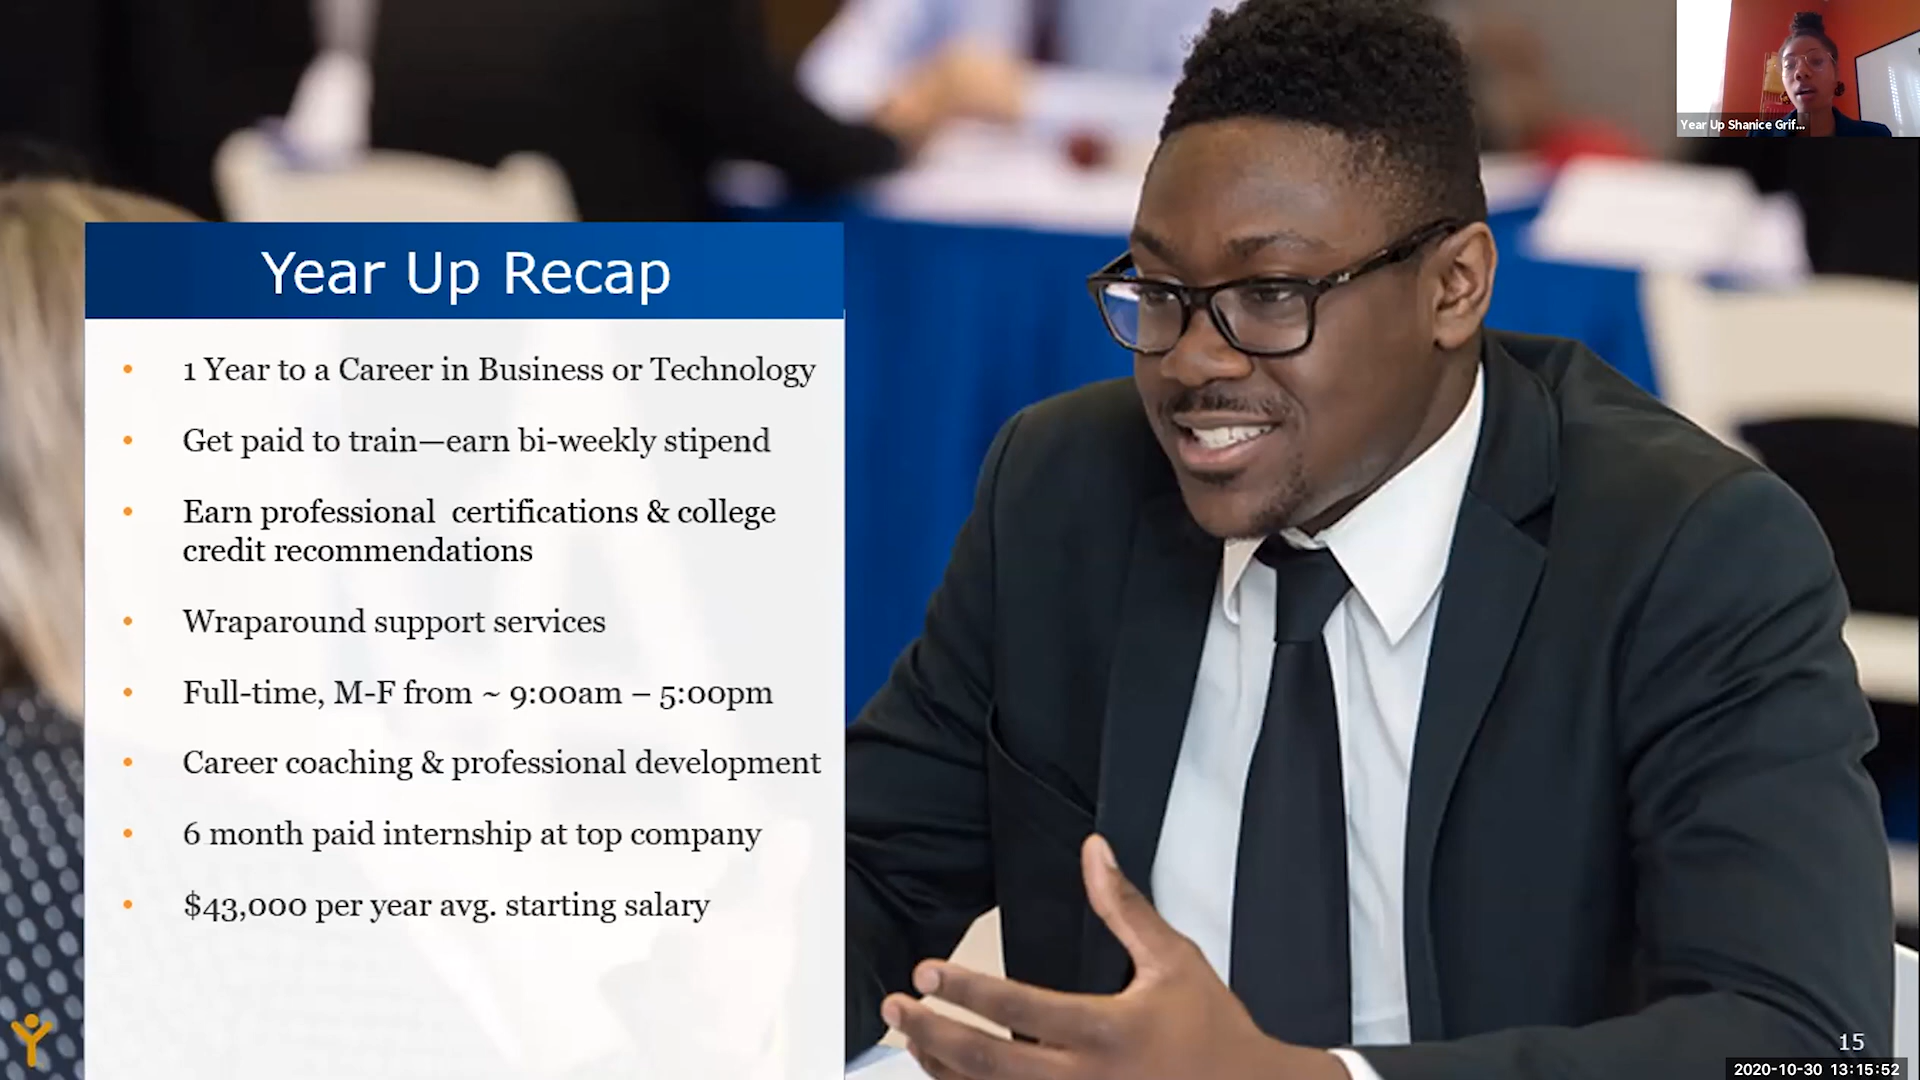 Year Up Shanice Grif...
Year Up Recap
• 1 Year to a Career in Business or Technology
• Get paid to train—earn bi-weekly stipend
• Earn professional  certifications & college
credit recommendations
• Wraparound support services
• Full-time, M-F from ~ 9:00am – 5:00pm
• Career coaching & professional development
• 6 month paid internship at top company
• $43,000 per year avg. starting salary
15
2020-10-30 13:15:52